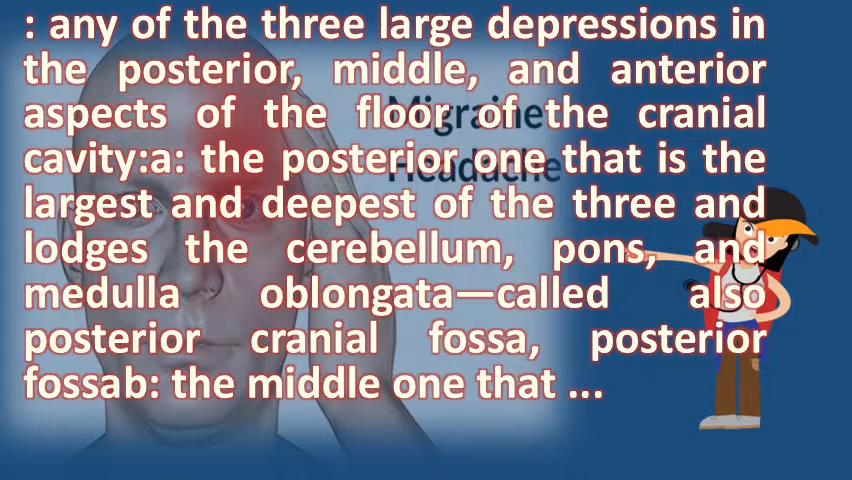 : any of the three large depressions in
the posterior, middle, and anterior
aspects of the floor of the cranial
cavity:a: the posterior one that is the
largest and deepest of the three and
lodges the cerebellum, pons, and
medulla oblongata—called also
posterior cranial fossa, posterior
fossab: the middle one that ...
Migraine
Headache